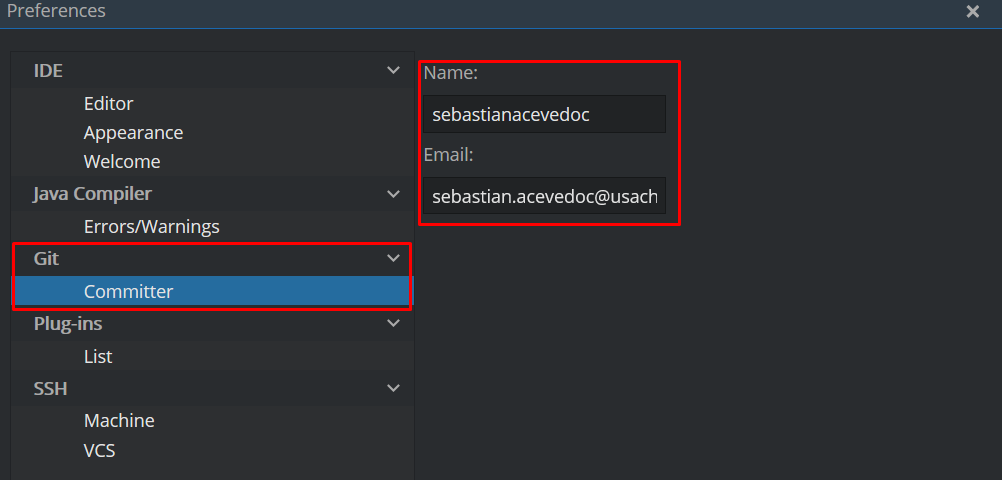 Preferences
IDE
Editor
Appearance
Welcome
Java Compiler
Errors/Warnings
Git
Committer
Plug-ins
List
SSH
Machine
VCS
Name:
sebastianacevedoc
Email:
sebastian.acevedoc@usach